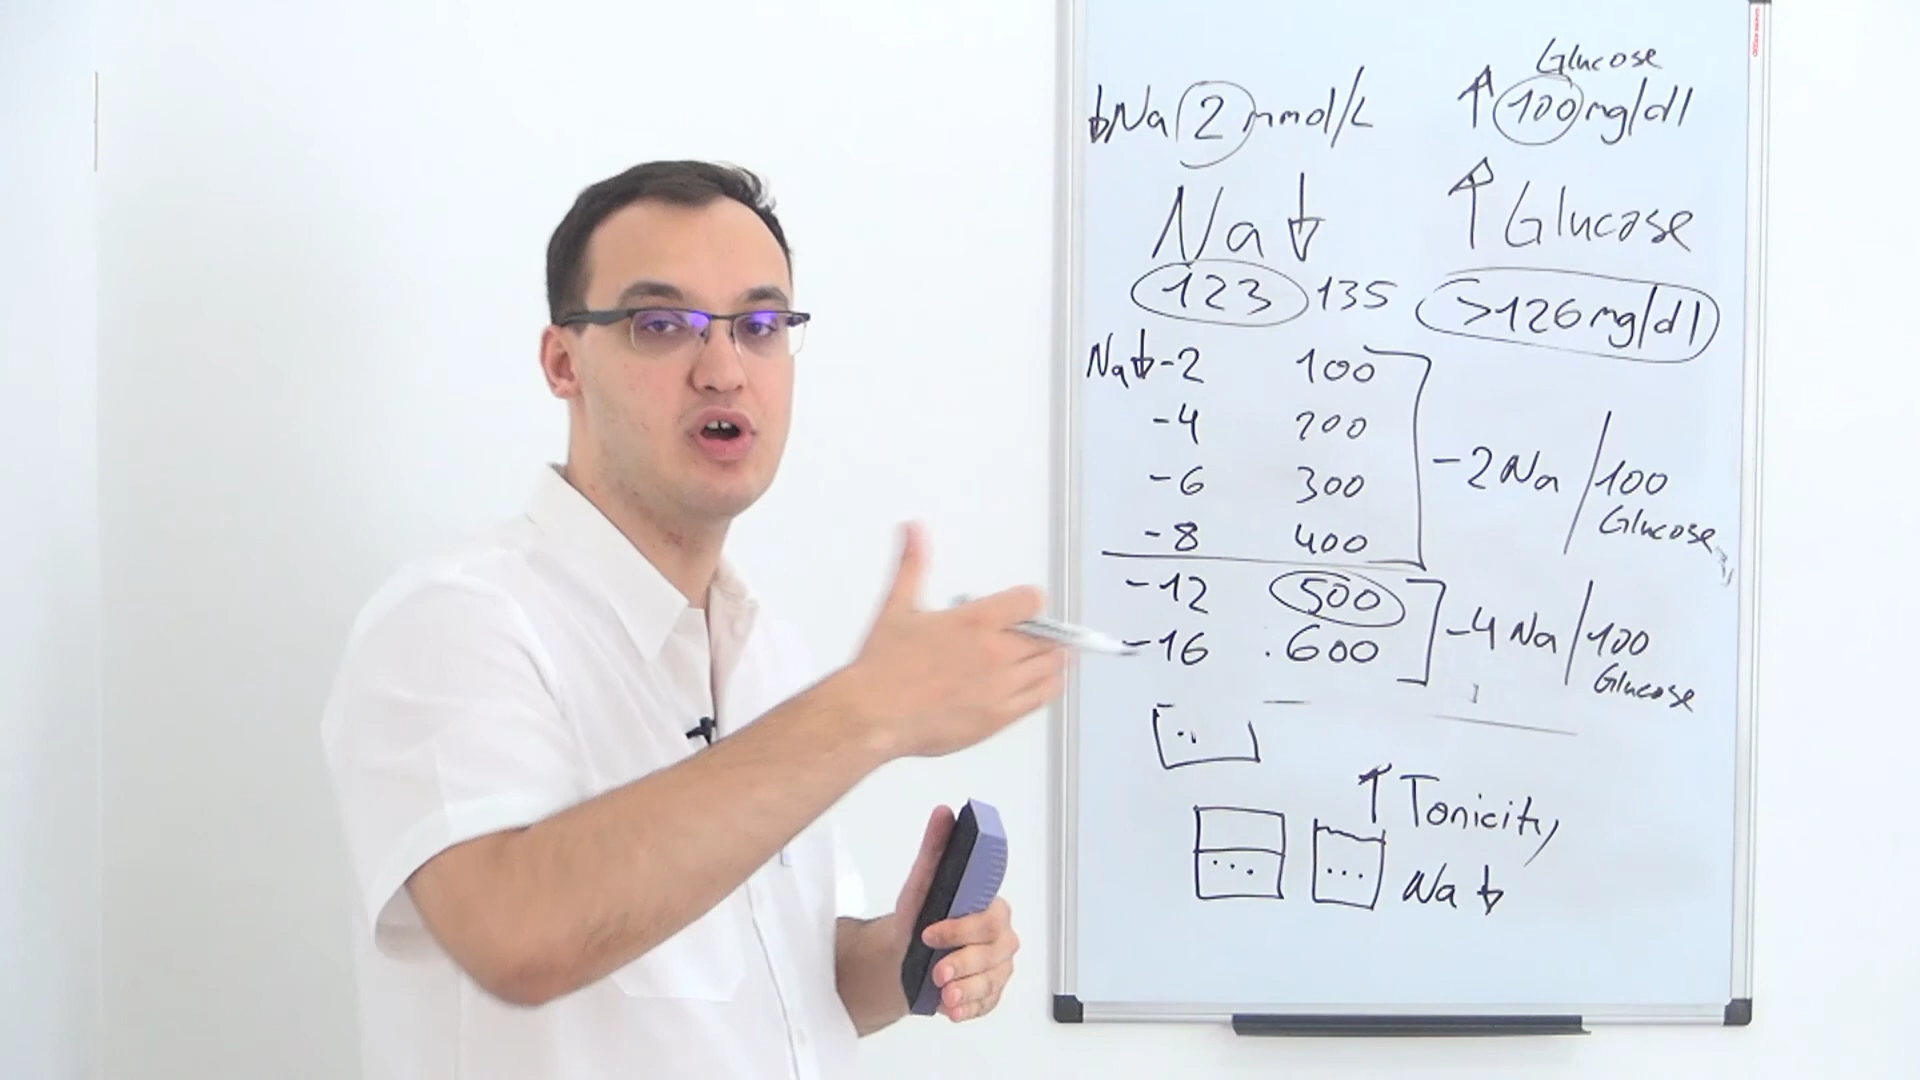 Glucose
↓Na 2 mmol/L ↑ 100 mg/dl
Na ↓ ↑ Glucose
123 135 >126 mg/dl
Na↓ -2 100
-4 200
-6 300 -2 Na / 100
-8 400 Glucose
-12 500
-16 .600 -4 Na / 100
Glucose
↑ Tonicity
Na ↓